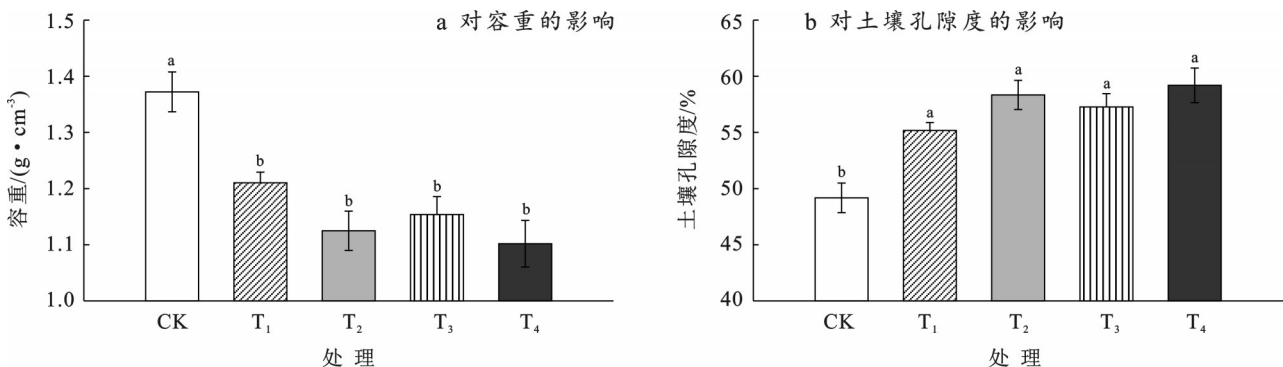 a 对容重的影响
容重/(g·cm⁻³)
1.5
1.4
1.3
1.2
1.1
1.0
a
b
b
b
b
CK T₁ T₂ T₃ T₄
处 理
b 对土壤孔隙度的影响
土壤孔隙度/%
65
60
55
50
45
40
b
a
a
a
a
CK T₁ T₂ T₃ T₄
处 理